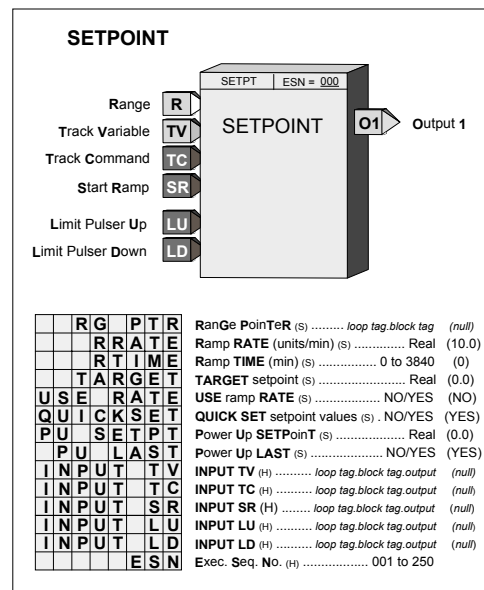 SETPOINT
SETPT ESN = 000
Range R
Track Variable TV
SETPOINT
O1 Output 1
Track Command TC
Start Ramp SR
Limit Pulser Up LU
Limit Pulser Down LD
RG PTR RanGe PoinTeR (S) ......... loop tag.block tag (null)
RRATE Ramp RATE (units/min) (S) .................. Real (10.0)
RTIME Ramp TIME (min) (S) ..................... 0 to 3840 (0)
TARGET TARGET setpoint (S) ........................ Real (0.0)
USE RATE USE ramp RATE (S) .................. NO/YES (NO)
QUICKSET QUICK SET setpoint values (S) . NO/YES (YES)
PU SETPT Power Up SETPoinT (S) ................... Real (0.0)
PU LAST Power Up LAST (S) .................... NO/YES (YES)
INPUT TV INPUT TV (H) .......... loop tag.block tag.output (null)
INPUT TC INPUT TC (H) .......... loop tag.block tag.output (null)
INPUT SR INPUT SR (H) ........ loop tag.block tag.output (null)
INPUT LU INPUT LU (H) .......... loop tag.block tag.output (null)
INPUT LD INPUT LD (H) .......... loop tag.block tag.output (null)
ESN Exec. Seq. No. (H) .................. 001 to 250